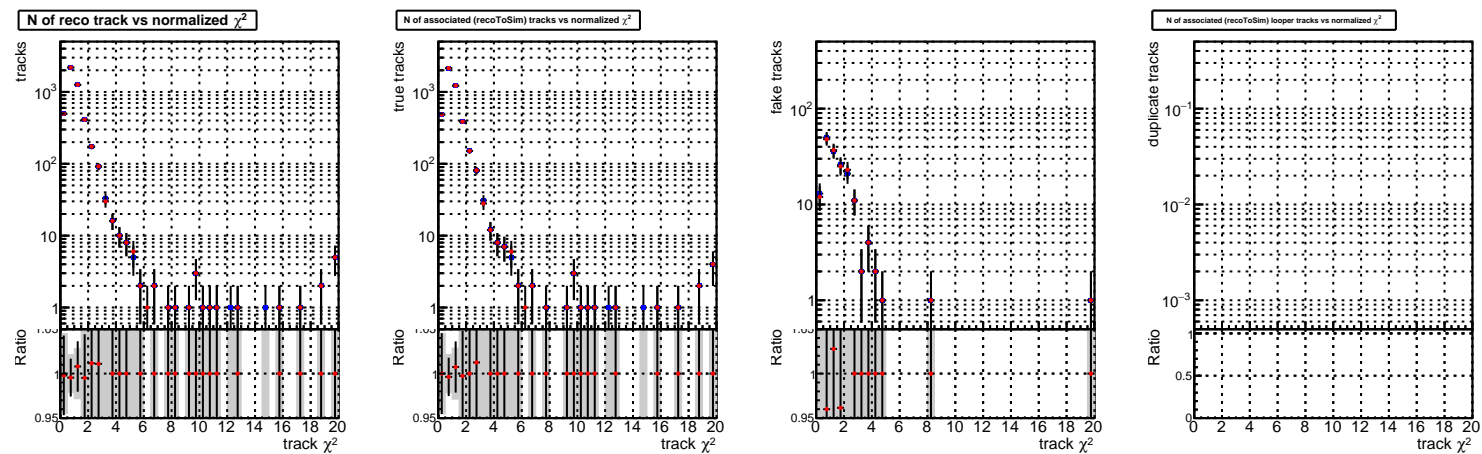 N of reco track vs normalized χ²
tracks
10³
10²
10
1
Ratio
1.05
1
0.95
0 2 4 6 8 10 12 14 16 18 20
track χ²
N of associated (recoToSim) tracks vs normalized χ²
true tracks
10³
10²
10
1
Ratio
1.05
1
0.95
0 2 4 6 8 10 12 14 16 18 20
track χ²
fake tracks
10²
10
1
Ratio
1.05
1
0.95
0 2 4 6 8 10 12 14 16 18 20
track χ²
N of associated (recoToSim) looper tracks vs normalized χ²
duplicate tracks
10⁻¹
10⁻²
10⁻³
Ratio
1
0.5
0
0 2 4 6 8 10 12 14 16 18 20
track χ²